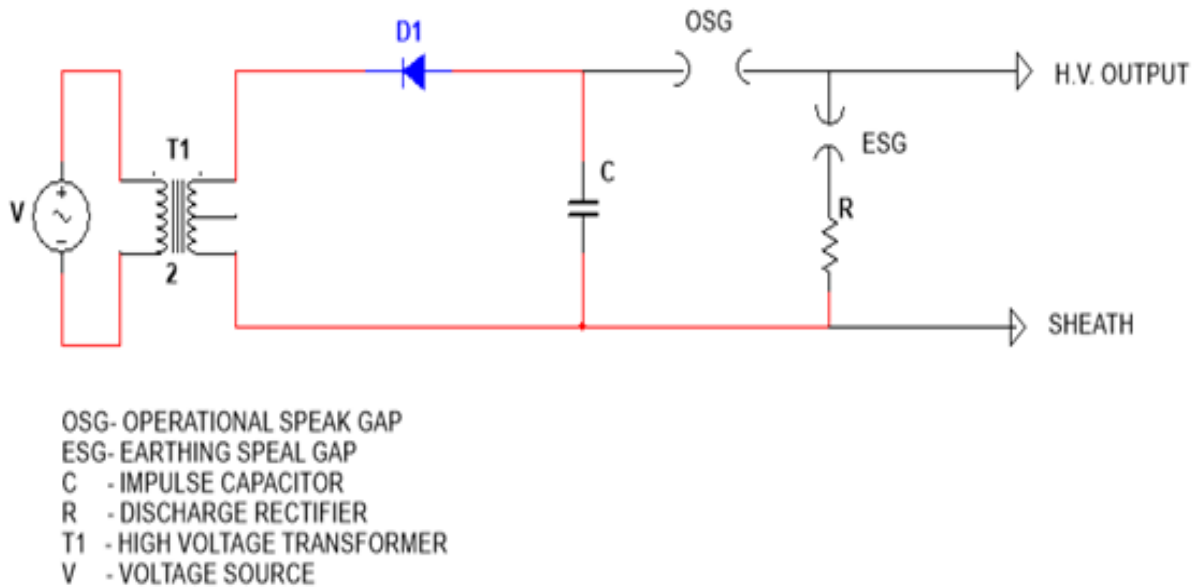 OSG
D1
H.V. OUTPUT
T1
ESG
C
V
R
2
SHEATH
OSG- OPERATIONAL SPEAK GAP
ESG- EARTHING SPEAL GAP
C - IMPULSE CAPACITOR
R - DISCHARGE RECTIFIER
T1 - HIGH VOLTAGE TRANSFORMER
V - VOLTAGE SOURCE